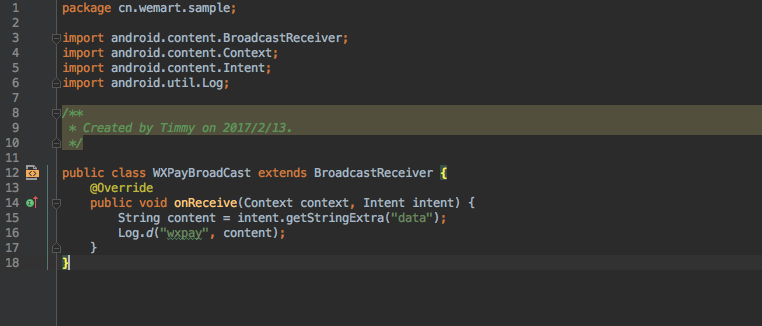 1 package cn.wemart.sample;
2
3 import android.content.BroadcastReceiver;
4 import android.content.Context;
5 import android.content.Intent;
6 import android.util.Log;
7
8 /**
9  * Created by Timmy on 2017/2/13.
10  */
11
12 public class WXPayBroadCast extends BroadcastReceiver {
13     @Override
14     public void onReceive(Context context, Intent intent) {
15         String content = intent.getStringExtra("data");
16         Log.d("wxpay", content);
17     }
18 }